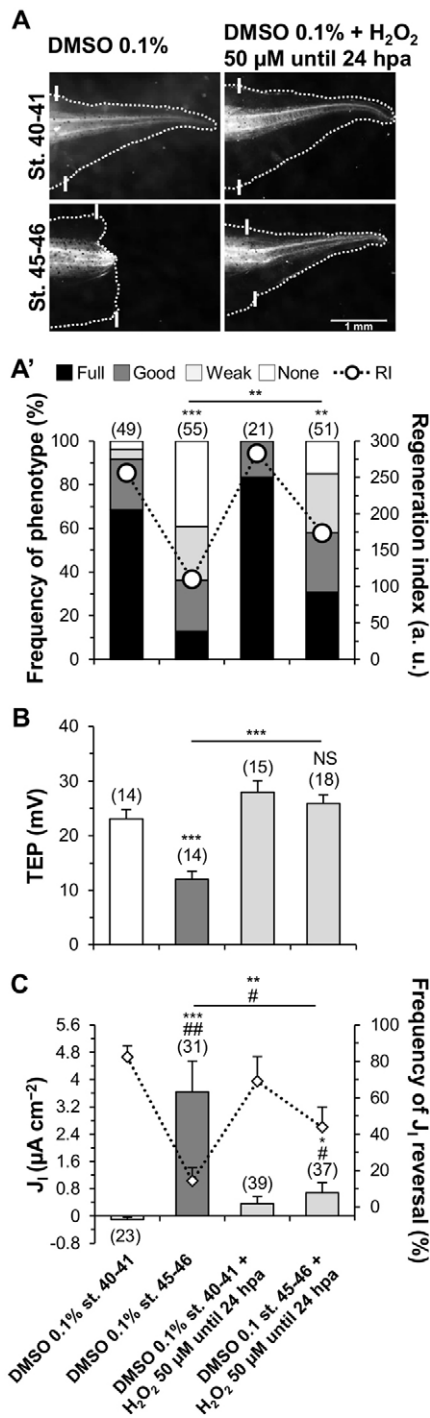 A
DMSO 0.1%
DMSO 0.1% + H₂O₂
50 µM until 24 hpa
St. 40-41
St. 45-46
1 mm
A'
Full Good Weak None RI
**
*** **
(49) (55) (21) (51)
Frequency of phenotype (%)
100
80
60
40
20
0
Regeneration index (a. u.)
300
250
200
150
100
50
0
B
TEP (mV)
40
30
20
10
0
***
(14)
***
(14)
(15)
NS
(18)
C
J_I (µA cm⁻²)
5.6
4.8
4
3.2
2.4
1.6
0.8
0
-0.8
Frequency of J_I reversal (%)
100
80
60
40
20
0
**
#
***
##
(31)
(23)
(39)
*
#
(37)
DMSO 0.1% st. 40-41
DMSO 0.1% st. 45-46
DMSO 0.1% st. 40-41 +
H₂O₂ 50 µM until 24 hpa
DMSO 0.1 st. 45-46 +
H₂O₂ 50 µM until 24 hpa